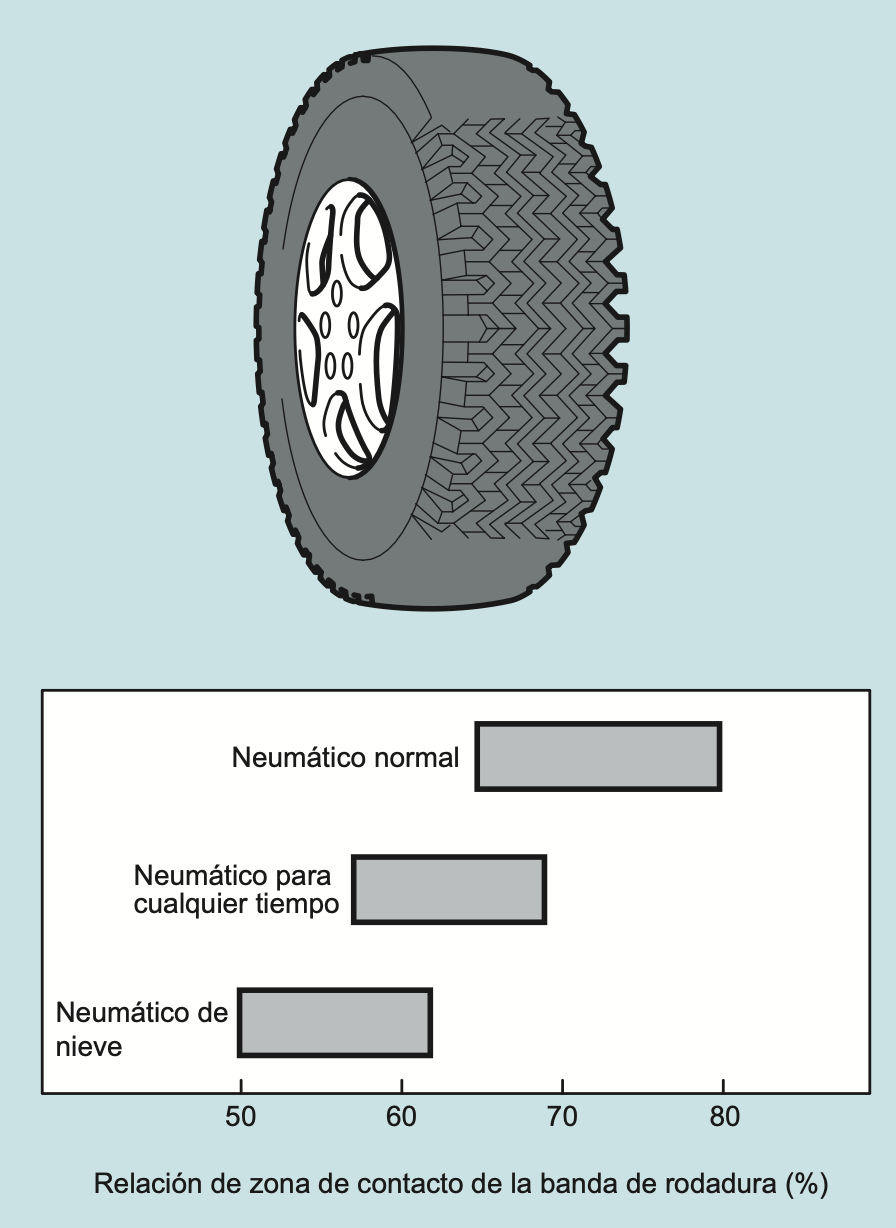 Neumático normal
Neumático para
cualquier tiempo
Neumático de
nieve
50 60 70 80
Relación de zona de contacto de la banda de rodadura (%)